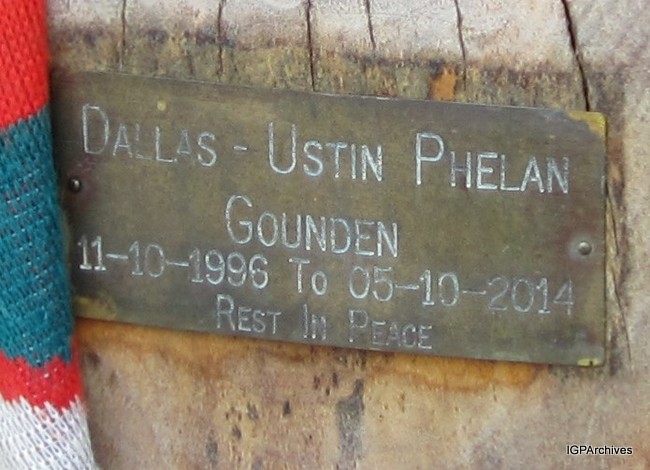 Dallas - Ustin Phelan
Gounden
11-10-1996 To 05-10-2014
Rest In Peace
IGPArchives